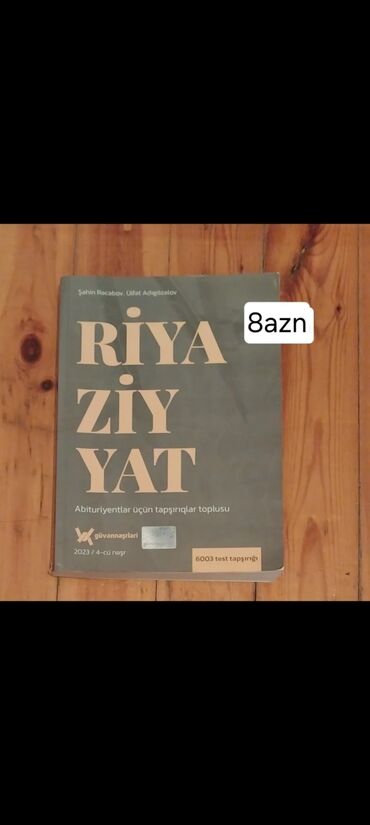 Şahin Rəcəbov, Ülfət Adıgözəlov
8azn
RİYA
ZİY
YAT
Abituriyentlər üçün tapşırıqlar toplusu
güvənnəşrləri
2023 / 4-cü nəşr
6003 test tapşırığı